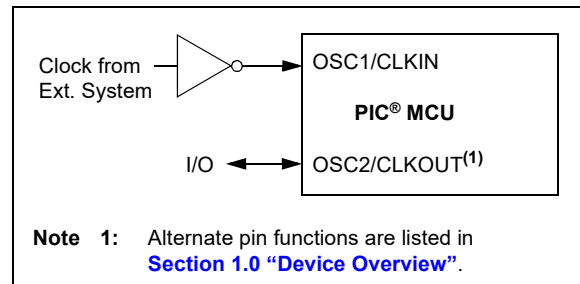 Clock from
Ext. System
OSC1/CLKIN
PIC® MCU
I/O
OSC2/CLKOUT(1)
Note 1: Alternate pin functions are listed in
Section 1.0 “Device Overview”.